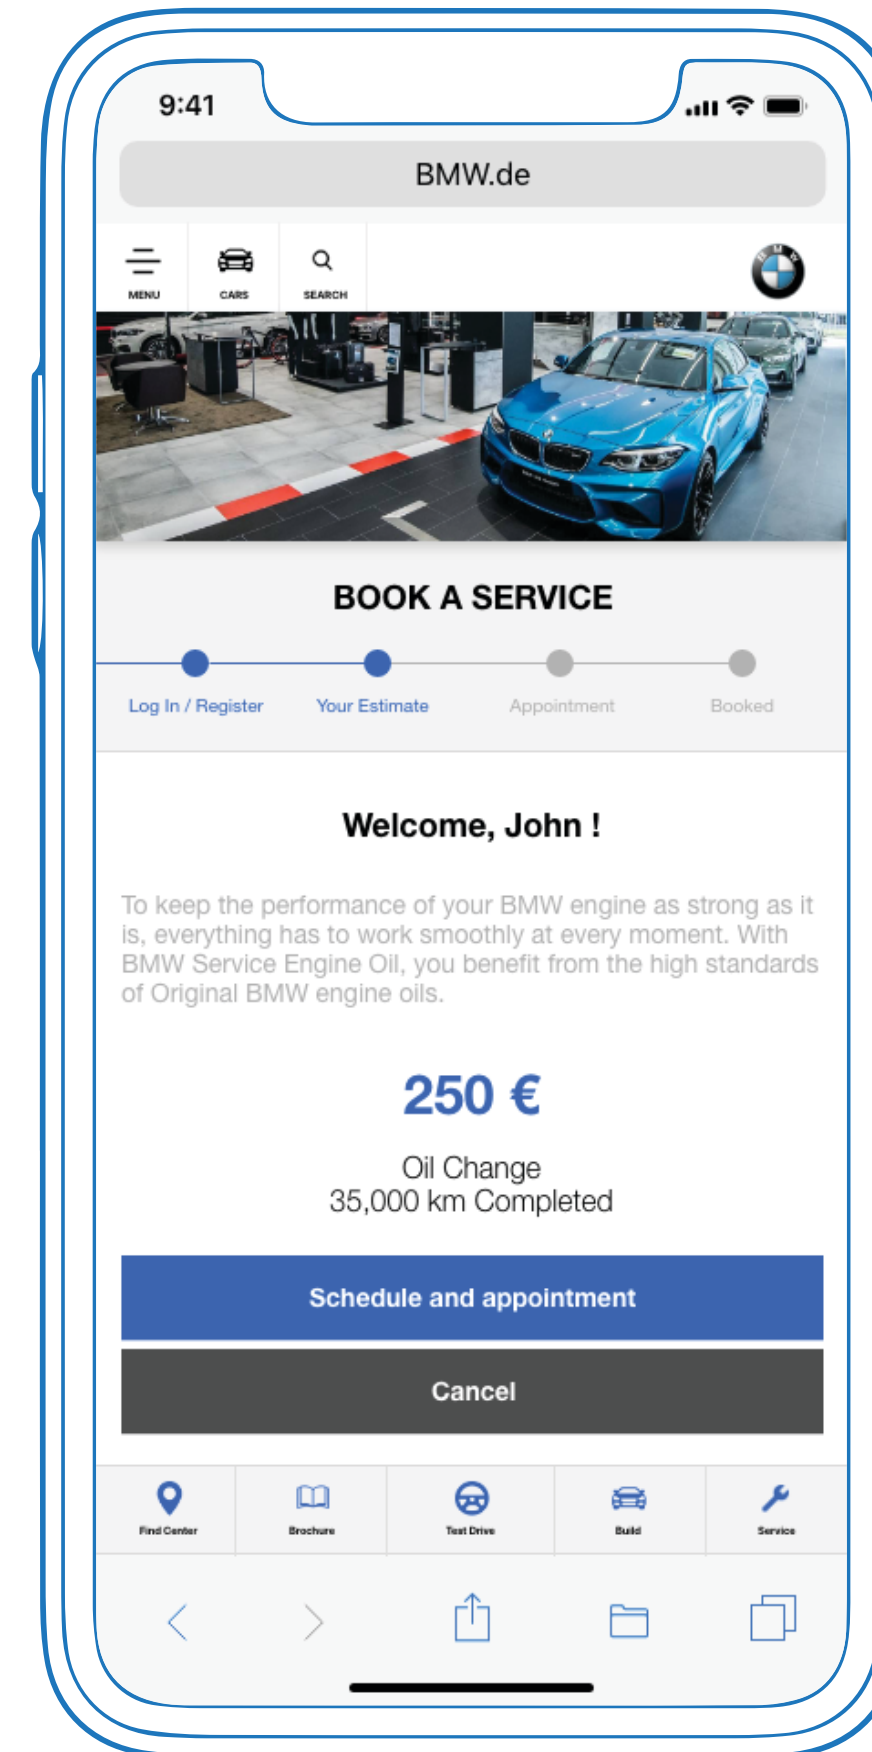 9:41
BMW.de
MENU
CARS
SEARCH
BMW
BOOK A SERVICE
Log In / Register
Your Estimate
Appointment
Booked
Welcome, John !
To keep the performance of your BMW engine as strong as it
is, everything has to work smoothly at every moment. With
BMW Service Engine Oil, you benefit from the high standards
of Original BMW engine oils.
250 €
Oil Change
35,000 km Completed
Schedule and appointment
Cancel
Find Center
Brochure
Test Drive
Build
Service